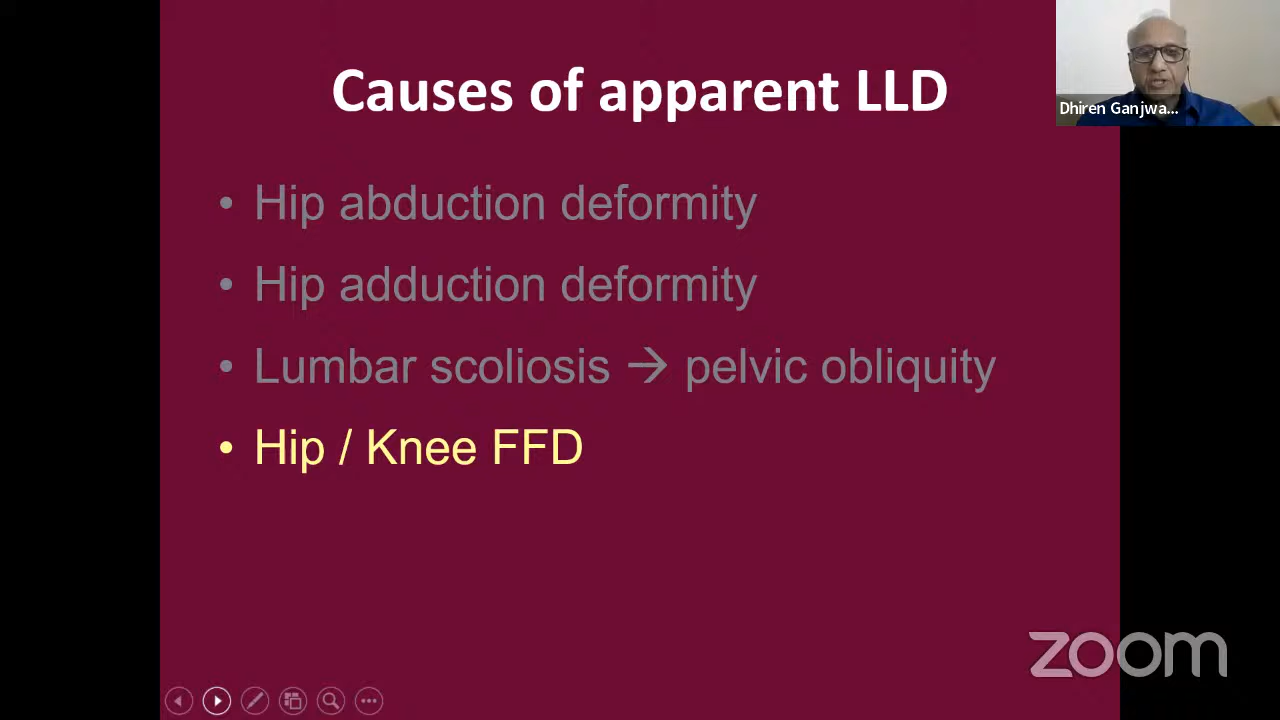 Causes of apparent LLD
Dhiren Ganjwa...
• Hip abduction deformity
• Hip adduction deformity
• Lumbar scoliosis → pelvic obliquity
• Hip / Knee FFD
zoom